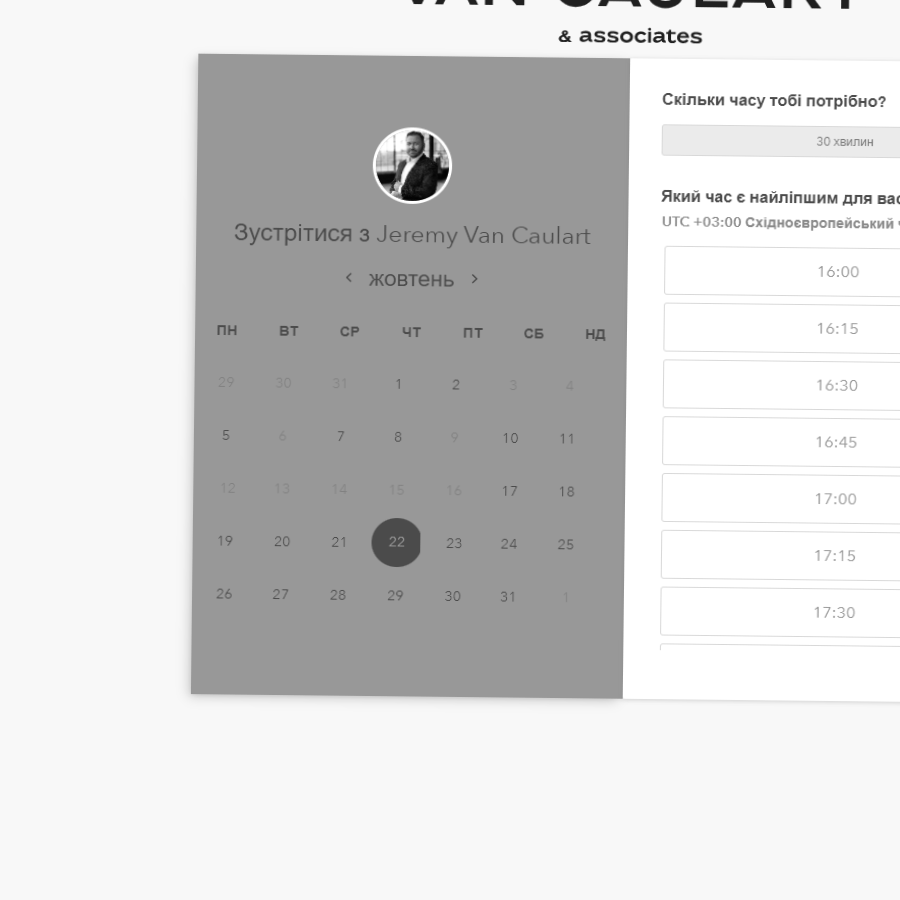 VAN CAULART
& associates
Зустрітися з Jeremy Van Caulart
жовтень
ПН ВТ СР ЧТ ПТ СБ НД
29 30 31 1 2 3 4
5 6 7 8 9 10 11
12 13 14 15 16 17 18
19 20 21 22 23 24 25
26 27 28 29 30 31 1
Скільки часу тобі потрібно?
30 хвилин
Який час є найліпшим для
UTC +03:00 Східноєвропейський
16:00
16:15
16:30
16:45
17:00
17:15
17:30